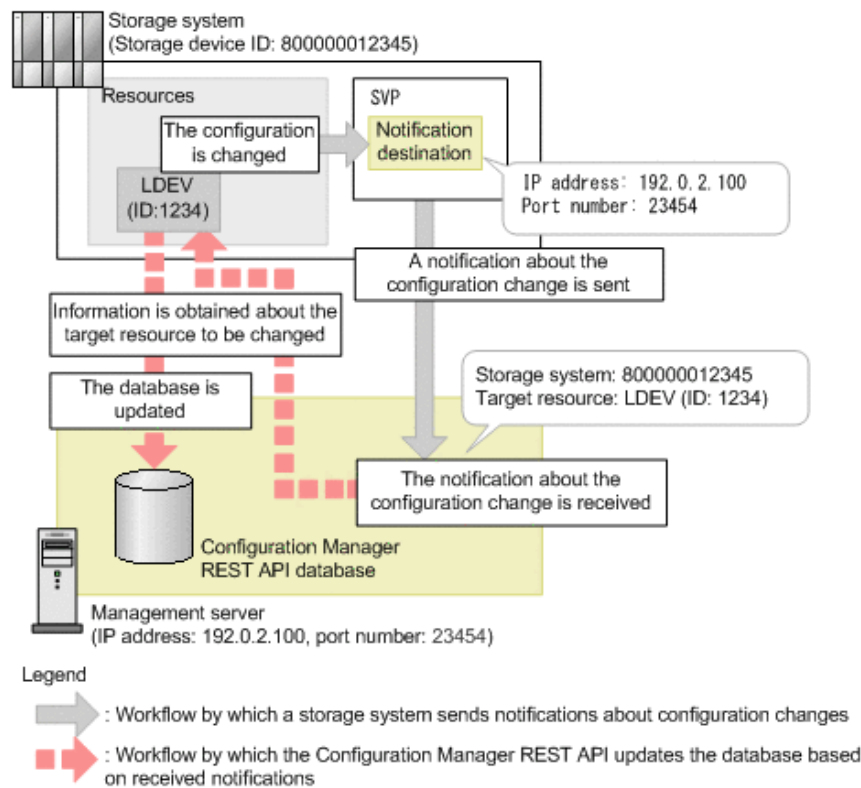 Storage system
(Storage device ID: 800000012345)
Resources
SVP
The configuration
is changed
Notification
destination
LDEV
(ID:1234)
IP address: 192.0.2.100
Port number: 23454
A notification about the
configuration change is sent
Information is obtained about the
target resource to be changed
The database is
updated
Storage system: 800000012345
Target resource: LDEV (ID: 1234)
The notification about the
configuration change is received
Configuration Manager
REST API database
Management server
(IP address: 192.0.2.100, port number: 23454)
Legend
: Workflow by which a storage system sends notifications about configuration changes
: Workflow by which the Configuration Manager REST API updates the database based
on received notifications